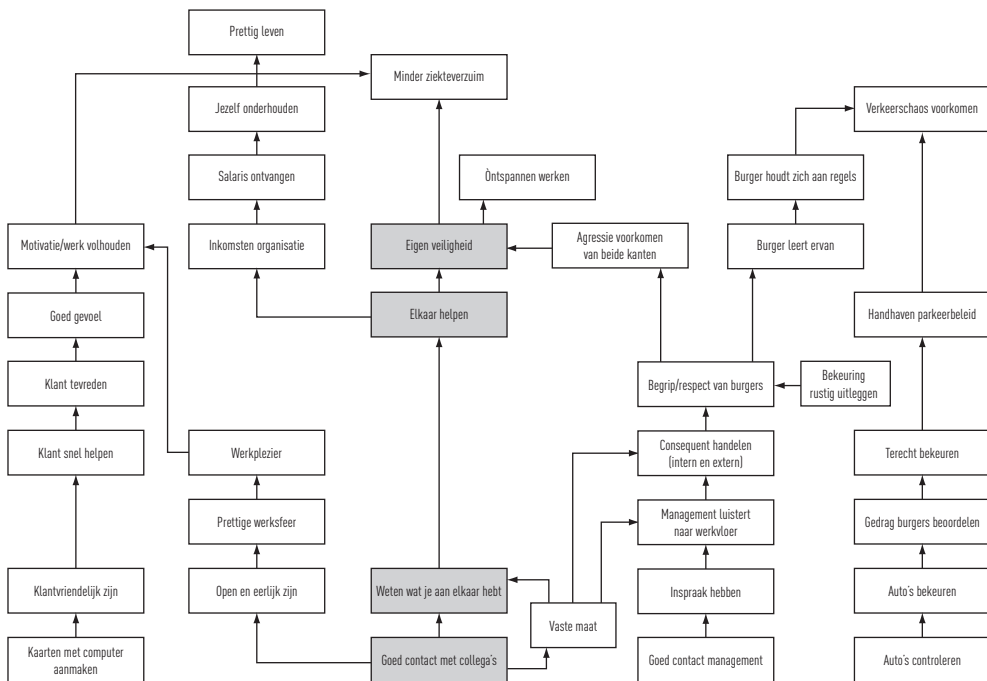 Prettig leven
Minder ziekteverzuim
Jezelf onderhouden
Verkeerschaos voorkomen
Salaris ontvangen
Òntspannen werken
Burger houdt zich aan regels
Motivatie/werk volhouden
Inkomsten organisatie
Eigen veiligheid
Agressie voorkomen
van beide kanten
Burger leert ervan
Goed gevoel
Elkaar helpen
Handhaven parkeerbeleid
Klant tevreden
Begrip/respect van burgers
Bekeuring
rustig uitleggen
Klant snel helpen
Werkplezier
Consequent handelen
(intern en extern)
Terecht bekeuren
Prettige werksfeer
Management luistert
naar werkvloer
Gedrag burgers beoordelen
Klantvriendelijk zijn
Open en eerlijk zijn
Weten wat je aan elkaar hebt
Inspraak hebben
Auto's bekeuren
Vaste maat
Kaarten met computer
aanmaken
Goed contact met collega's
Goed contact management
Auto's controleren